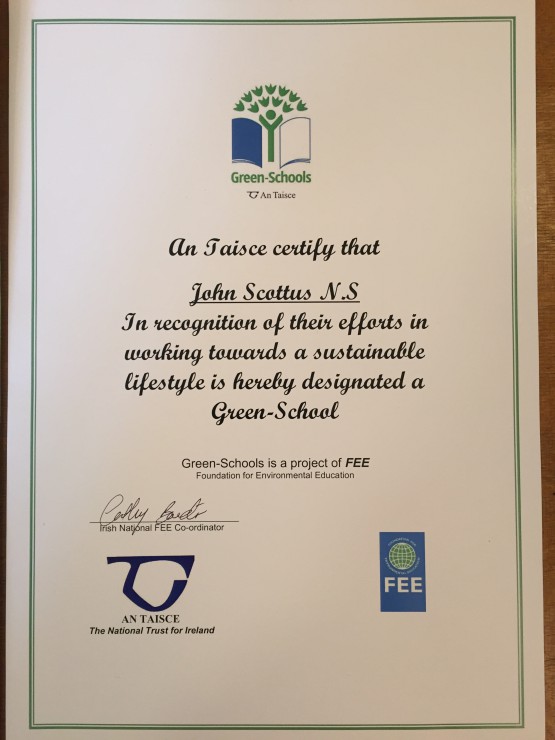 Green-Schools
An Taisce
An Taisce certify that
John Scottus N.S
In recognition of their efforts in
working towards a sustainable
lifestyle is hereby designated a
Green-School
Green-Schools is a project of FEE
Foundation for Environmental Education
Irish National FEE Co-ordinator
AN TAISCE
The National Trust for Ireland
FEE